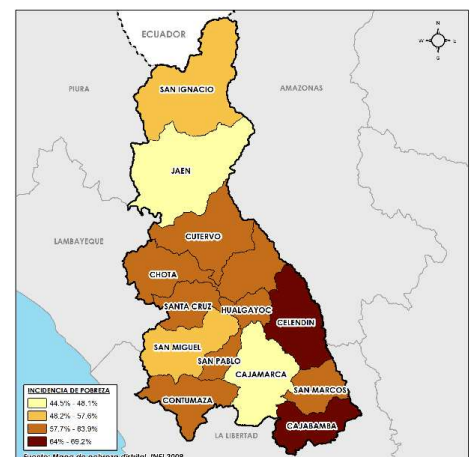 ECUADOR
N
W
E
S
SAN IGNACIO
PIURA
AMAZONAS
JAEN
CUTERVO
LAMBAYEQUE
CHOTA
SANTA CRUZ
HUALGAYOC
CELENDIN
SAN MIGUEL
SAN PABLO
CAJAMARCA
SAN MARCOS
CONTUMAZA
CAJABAMBA
LA LIBERTAD
INCIDENCIA DE POBREZA
44.5% - 48.1%
48.2% - 57.6%
57.7% - 63.9%
64% - 69.2%
Fuente: Mapa de pobreza distrital, INEI 2009